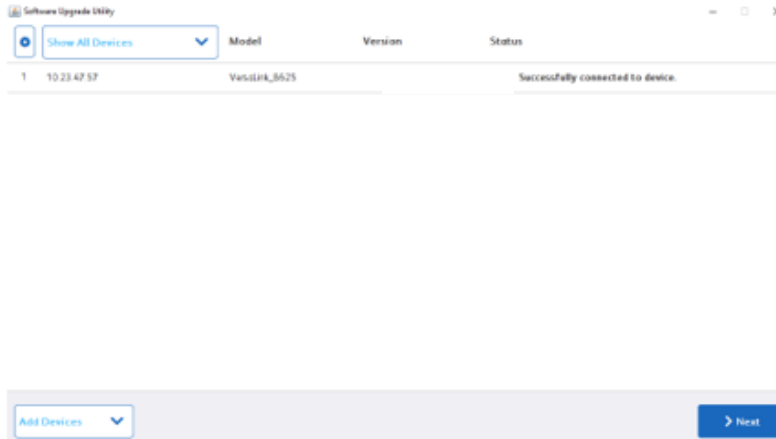 Software Upgrade Utility
Show All Devices Model Version Status
1 10.23.47.57 VersaLink_B625 Successfully connected to device.
Add Devices Next